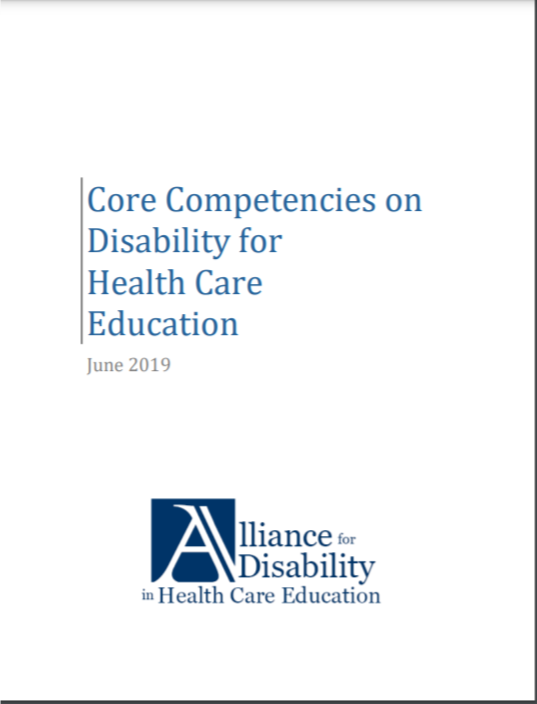 Core Competencies on
Disability for
Health Care
Education
June 2019
Alliance for
Disability
in Health Care Education